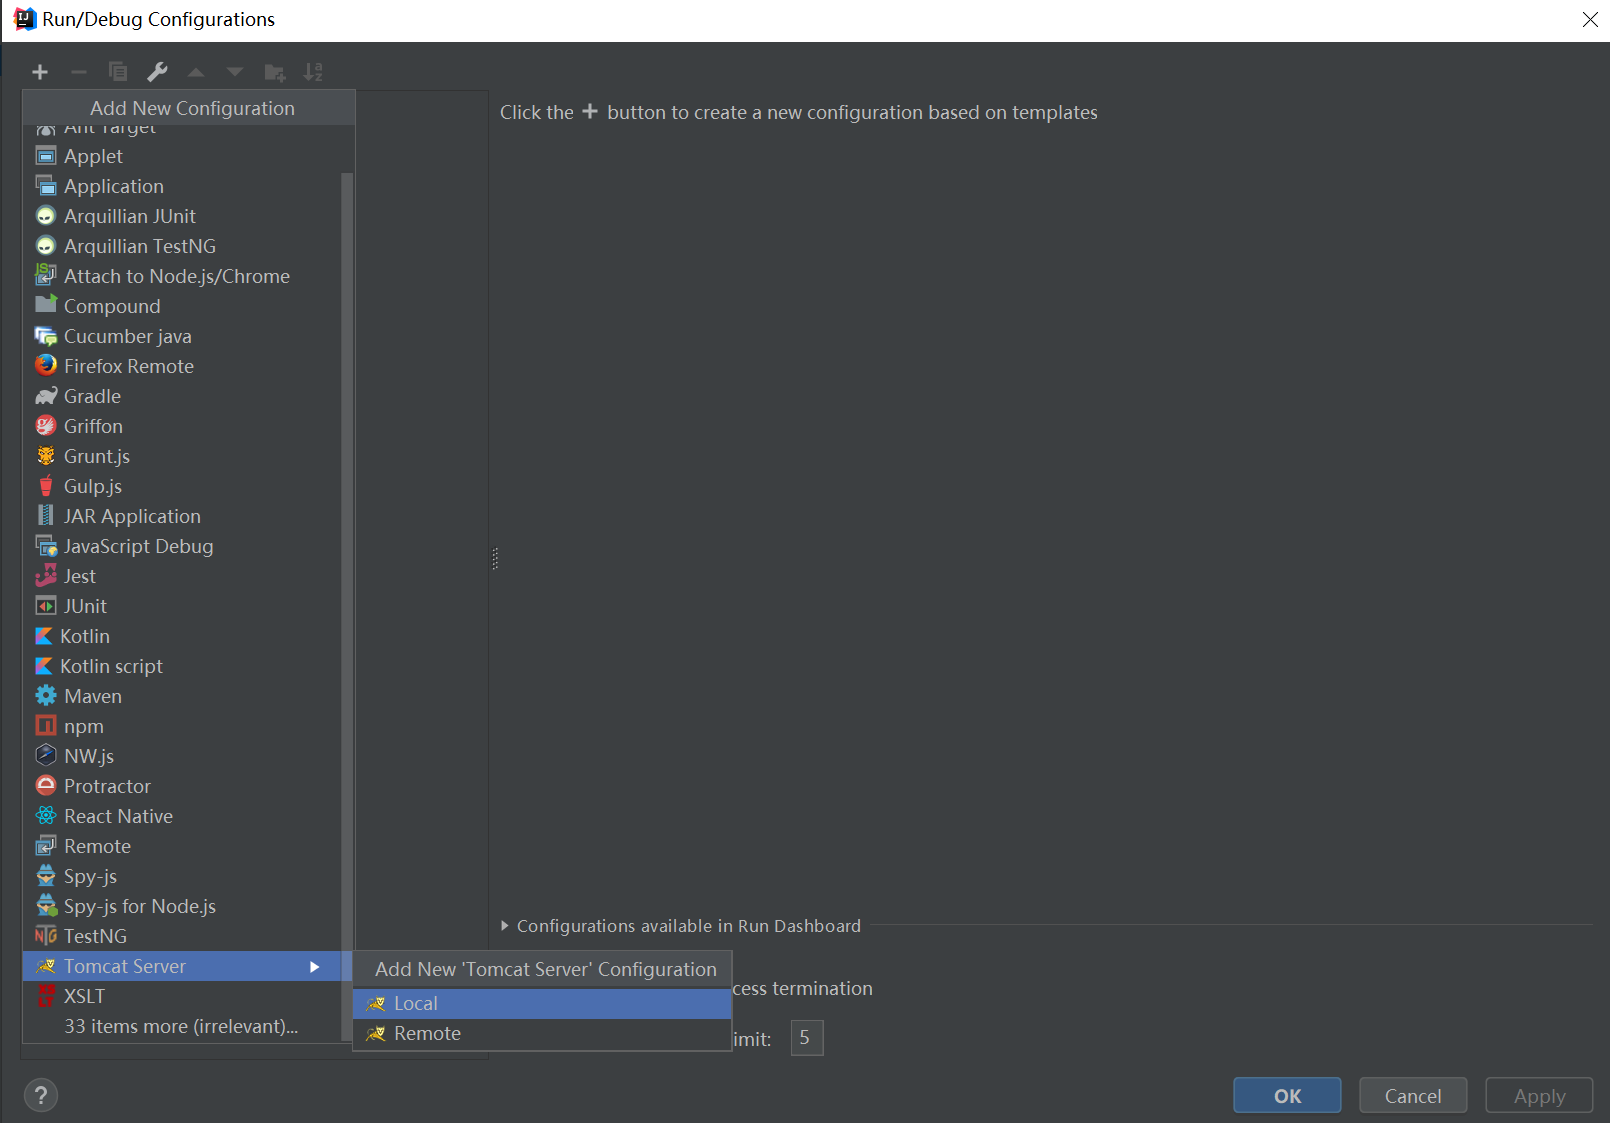 Run/Debug Configurations
Add New Configuration
Click the + button to create a new configuration based on templates
Ant Target
Applet
Application
Arquillian JUnit
Arquillian TestNG
Attach to Node.js/Chrome
Compound
Cucumber java
Firefox Remote
Gradle
Griffon
Grunt.js
Gulp.js
JAR Application
JavaScript Debug
Jest
JUnit
Kotlin
Kotlin script
Maven
npm
NW.js
Protractor
React Native
Remote
Spy-js
Spy-js for Node.js
TestNG
Tomcat Server
XSLT
33 items more (irrelevant)...
Configurations available in Run Dashboard
Add New 'Tomcat Server' Configuration
Local
Remote
cess termination
imit: 5
?
OK
Cancel
Apply